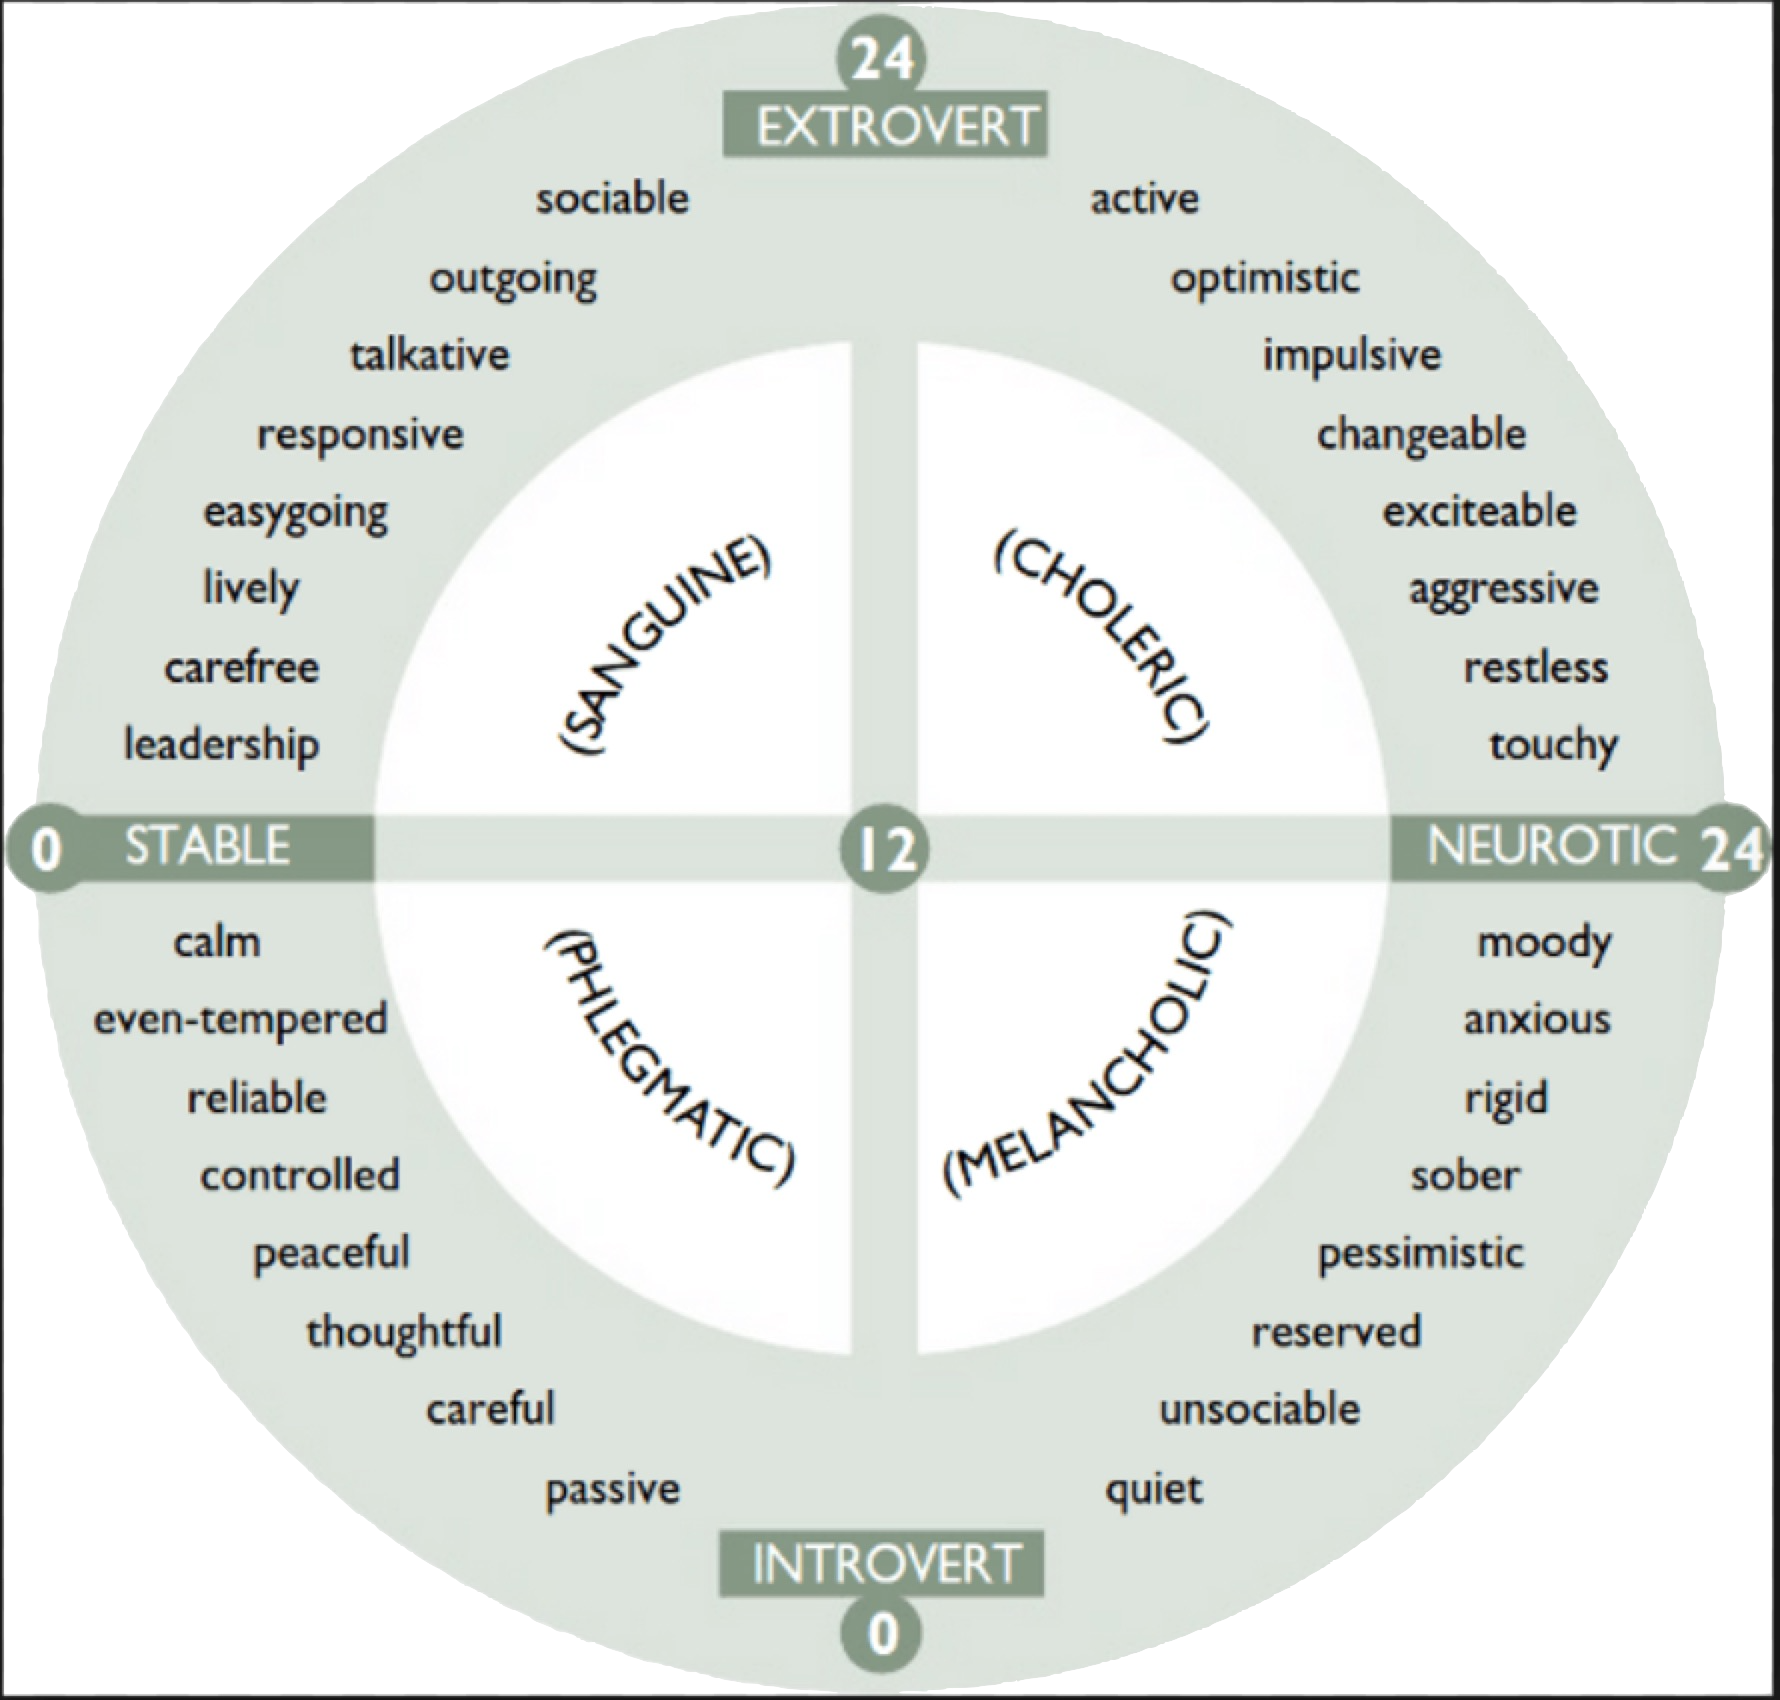 24
EXTROVERT
sociable active
outgoing optimistic
talkative impulsive
responsive changeable
easygoing exciteable
lively aggressive
carefree restless
leadership touchy
(SANGUINE) (CHOLERIC)
0 STABLE 12 NEUROTIC 24
(PHLEGMATIC) (MELANCHOLIC)
calm moody
even-tempered anxious
reliable rigid
controlled sober
peaceful pessimistic
thoughtful reserved
careful unsociable
passive quiet
INTROVERT
0